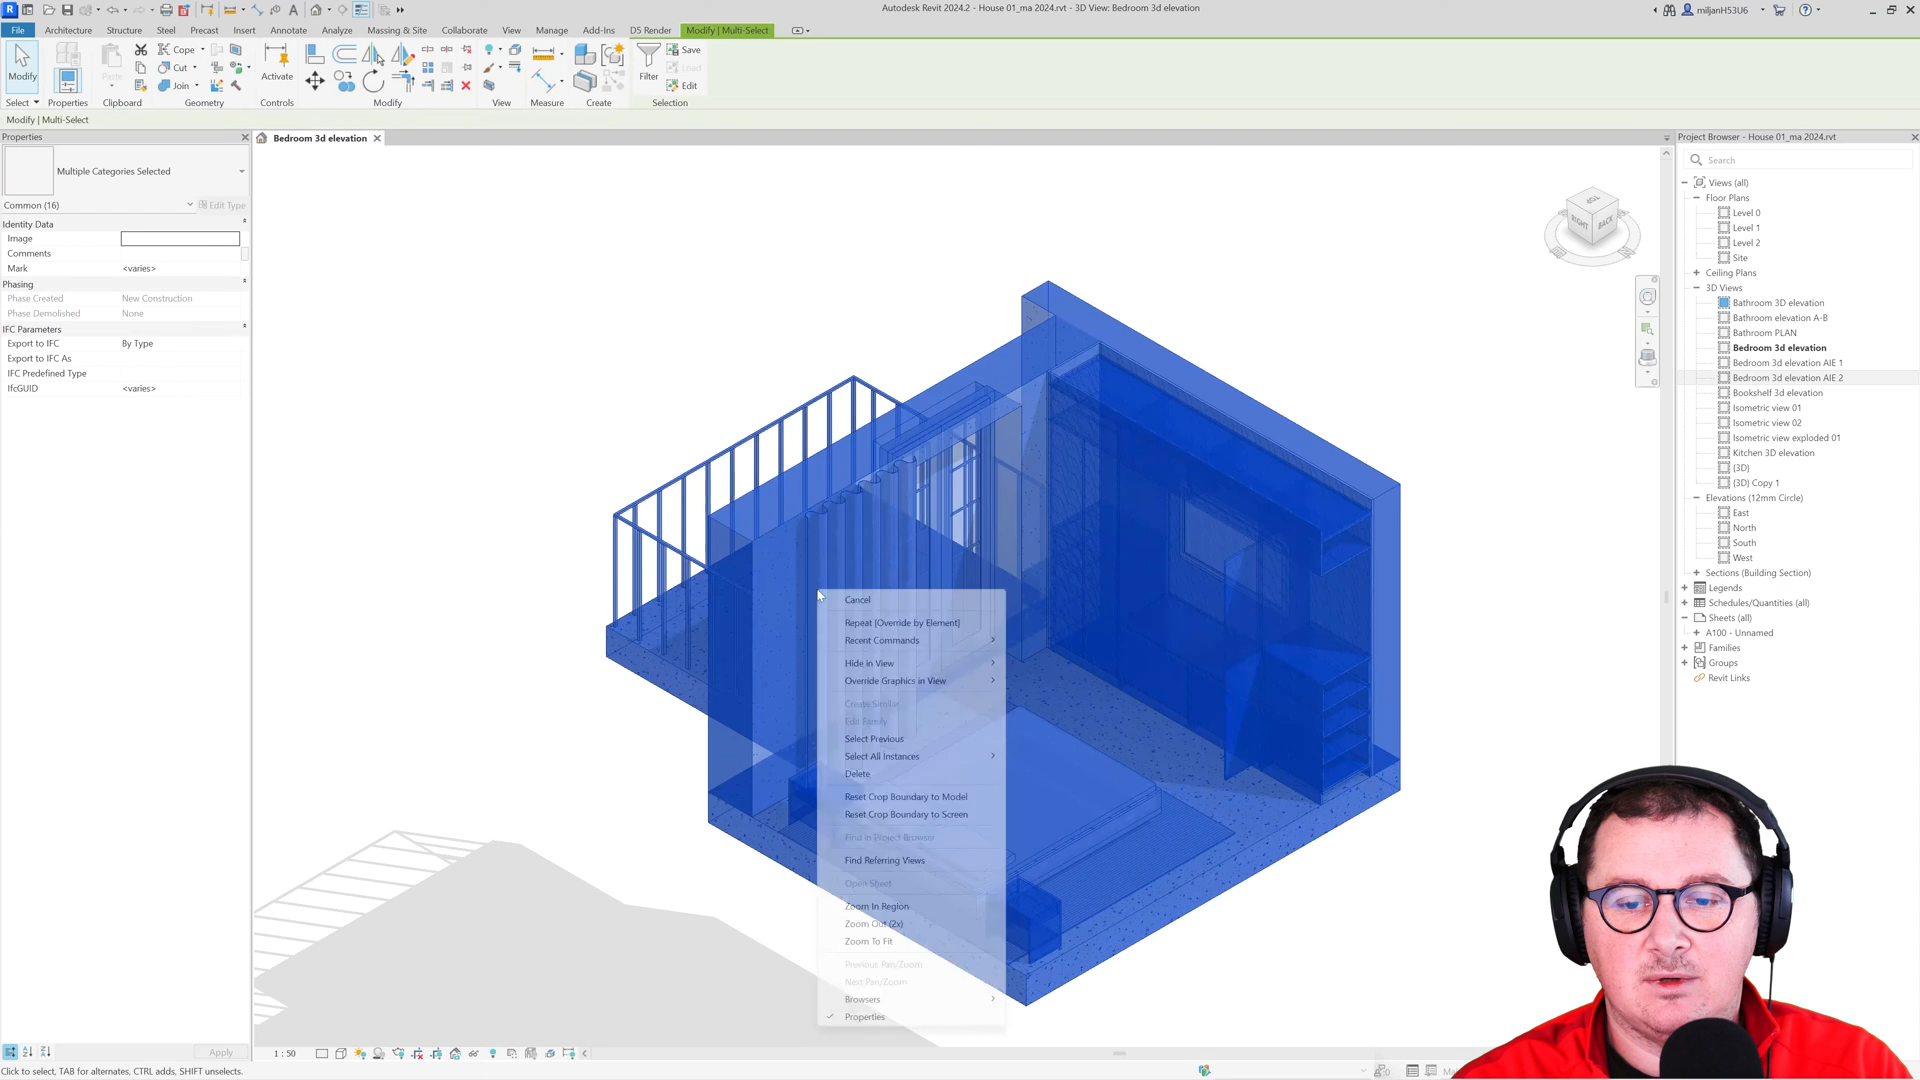 Autodesk Revit 2024.2 - House 01_ma 2024.rvt - 3D View: Bedroom 3d elevation
miljanH53U6
File
Architecture
Structure
Steel
Precast
Insert
Annotate
Analyze
Massing & Site
Collaborate
View
Manage
Add-Ins
D5 Render
Modify | Multi-Select
Modify
Paste
Cope
Cut
Join
Activate
Filter
Save
Load
Edit
Select
Properties
Clipboard
Geometry
Controls
Modify
View
Measure
Create
Selection
Modify | Multi-Select
Properties
Bedroom 3d elevation
Project Browser - House 01_ma 2024.rvt
Multiple Categories Selected
Common (16)
Edit Type
Identity Data
Image
Comments
Mark
<varies>
Phasing
Phase Created
New Construction
Phase Demolished
None
IFC Parameters
Export to IFC
By Type
Export to IFC As
IFC Predefined Type
IfcGUID
<varies>
TOP
RIGHT
BACK
Cancel
Repeat [Override by Element]
Recent Commands
Hide in View
Override Graphics in View
Create Similar
Edit Family
Select Previous
Select All Instances
Delete
Reset Crop Boundary to Model
Reset Crop Boundary to Screen
Find in Project Browser
Find Referring Views
Open Sheet
Zoom In Region
Zoom Out (2x)
Zoom To Fit
Previous Pan/Zoom
Next Pan/Zoom
Browsers
Properties
Search
Views (all)
Floor Plans
Level 0
Level 1
Level 2
Site
Ceiling Plans
3D Views
Bathroom 3D elevation
Bathroom elevation A-B
Bathroom PLAN
Bedroom 3d elevation
Bedroom 3d elevation AIE 1
Bedroom 3d elevation AIE 2
Bookshelf 3d elevation
Isometric view 01
Isometric view 02
Isometric view exploded 01
Kitchen 3D elevation
{3D}
{3D} Copy 1
Elevations (12mm Circle)
East
North
South
West
Sections (Building Section)
Legends
Schedules/Quantities (all)
Sheets (all)
A100 - Unnamed
Families
Groups
Revit Links
Apply
1 : 50
Click to select, TAB for alternates, CTRL adds, SHIFT unselects.